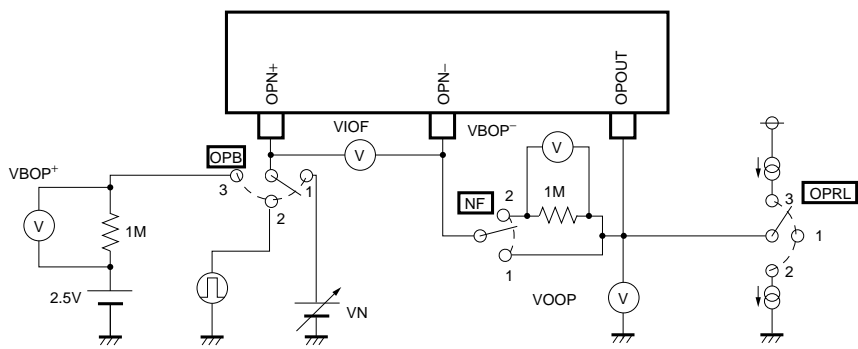 OPN+
OPN−
OPOUT
VIOF
VBOP−
OPB
VBOP+
V
V
3
1
2
NF
2
1M
1
3
OPRL
1
2
V
1M
2.5V
VN
VOOP
V